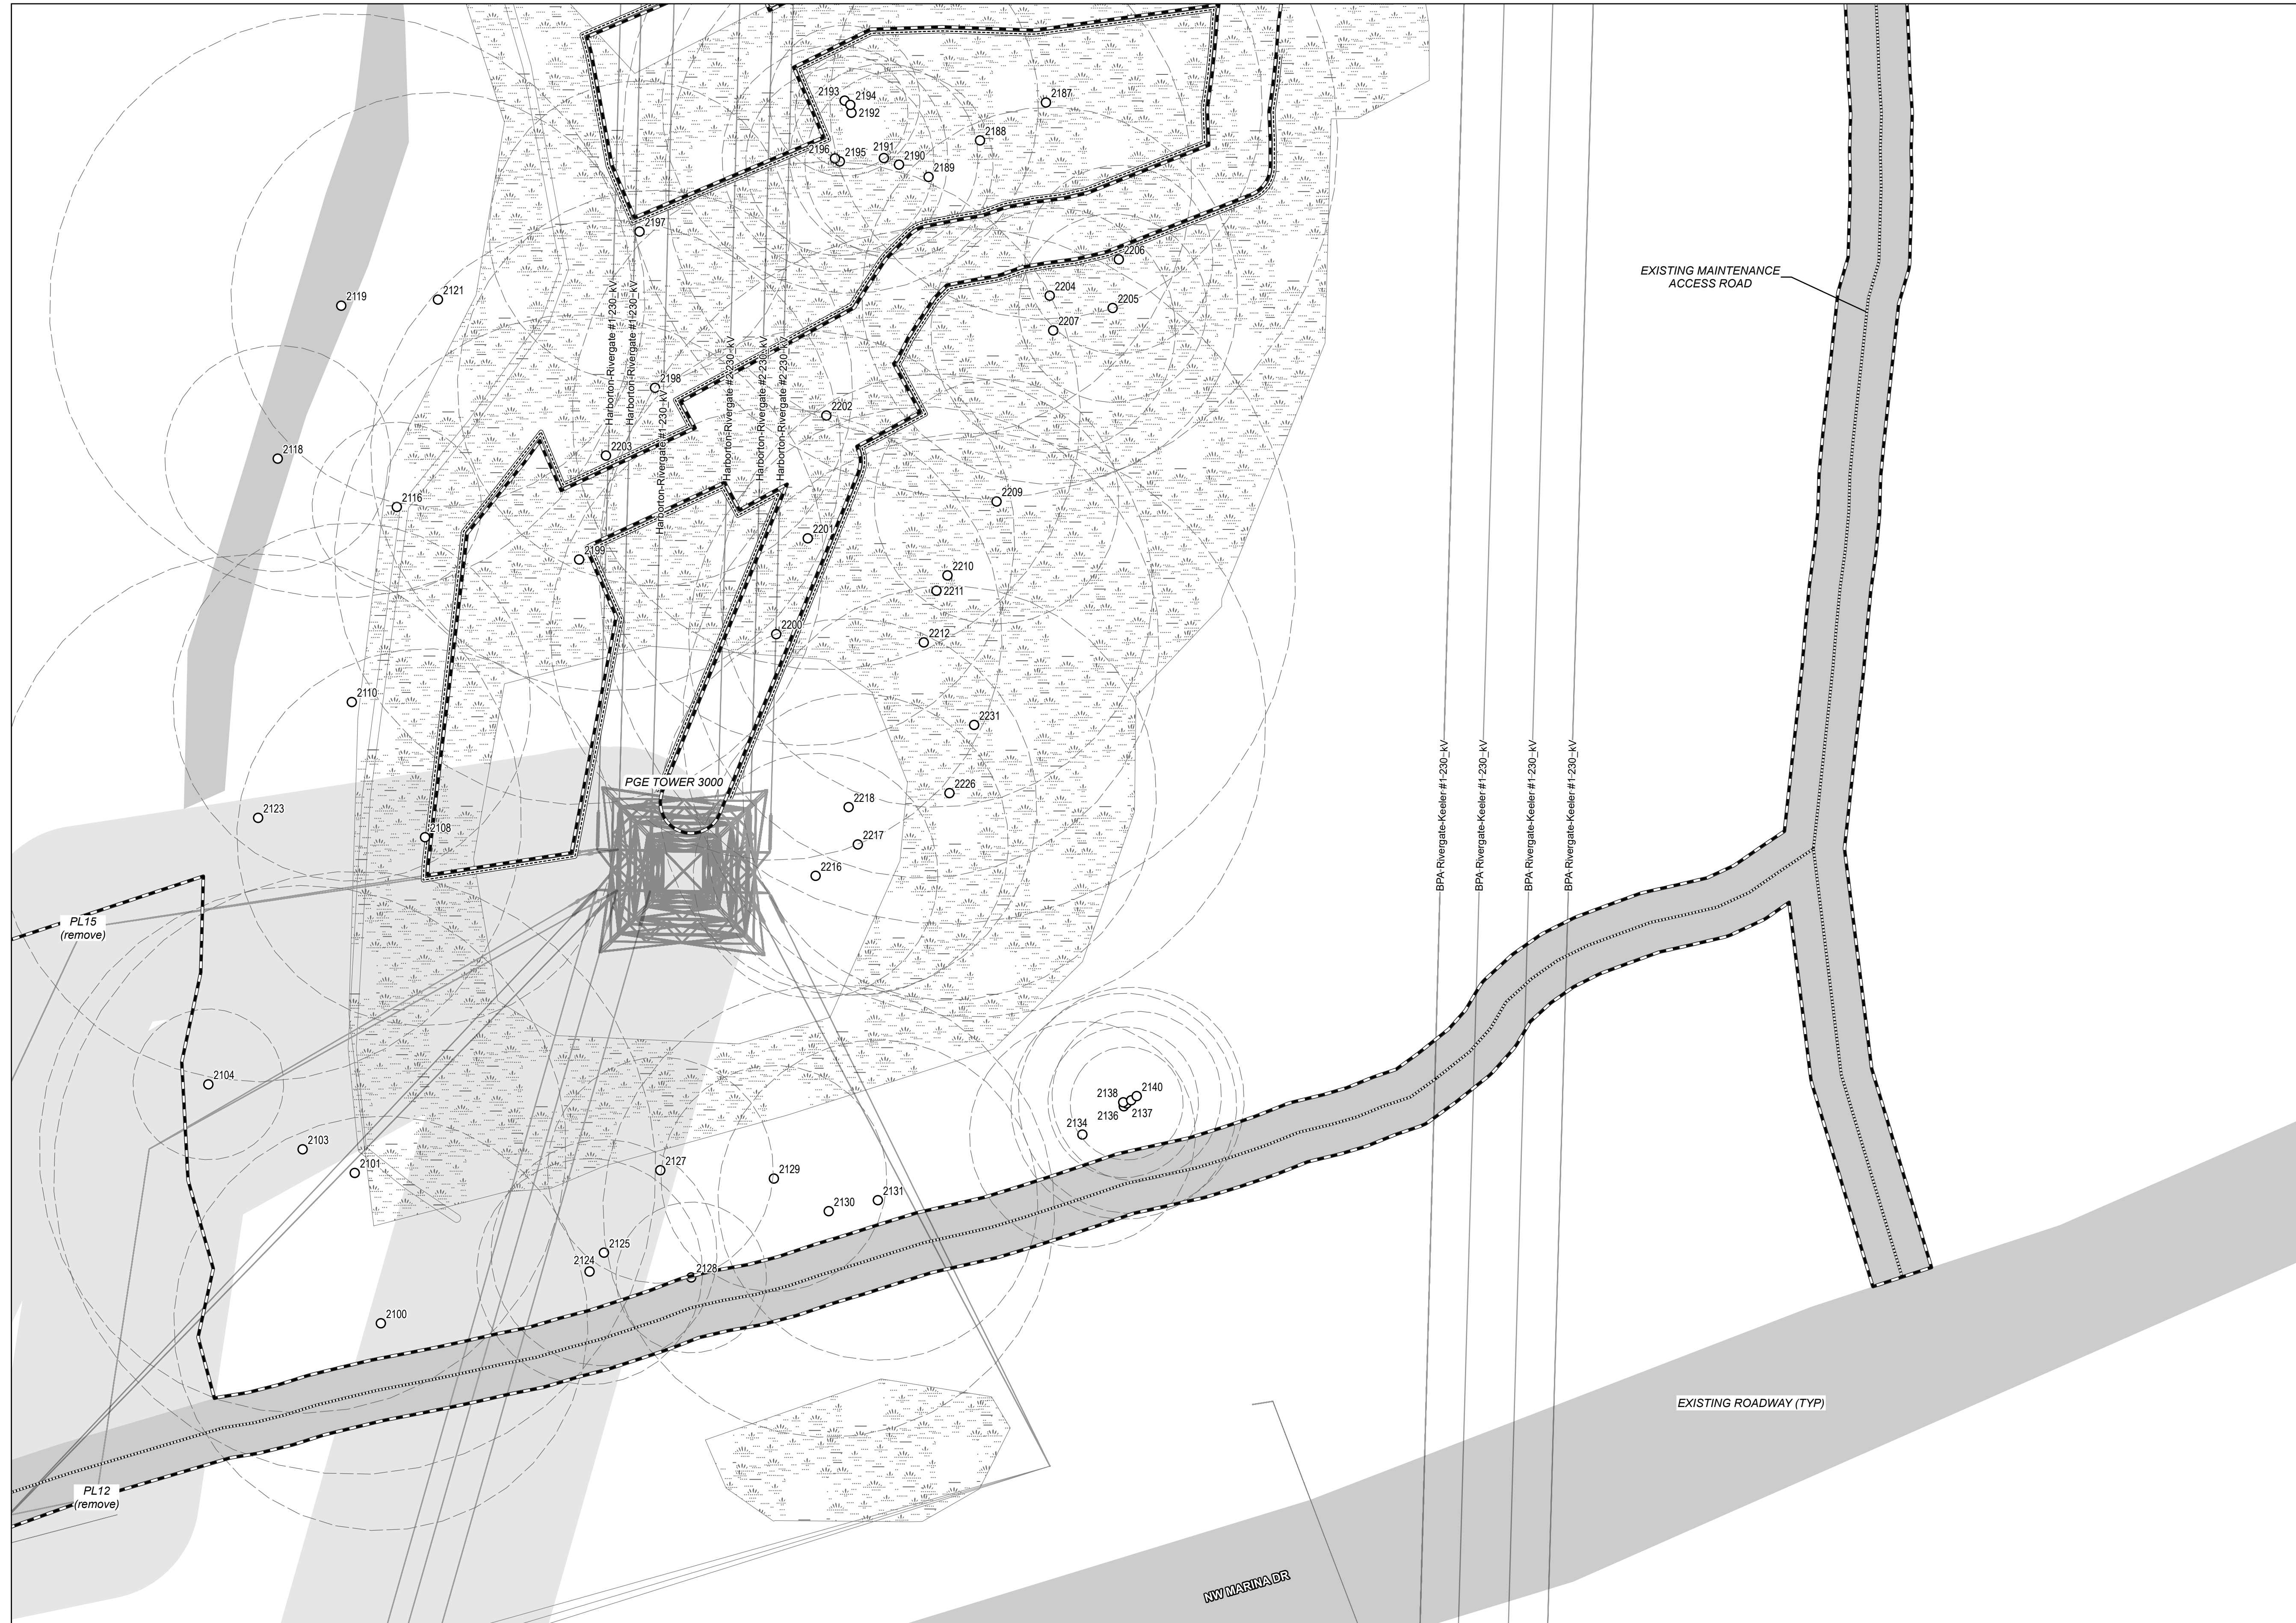 2193
2194
2192
2187
2188
2196
2195
2191
2190
2189
2197
2206
EXISTING MAINTENANCE
ACCESS ROAD
2119
2121
2204
2205
2207
Harborton-Rivergate #1-230-kV
Harborton-Rivergate #1-230-kV
Harborton-Rivergate #1-230-kV
Harborton-Rivergate #2-230-kV
Harborton-Rivergate #2-230-kV
Harborton-Rivergate #2-230-kV
2198
2202
2203
2118
2116
2209
2201
2199
2210
2211
2200
2212
2110
2231
PGE TOWER 3000
2218
2226
2123
2108
2217
2216
BPA-Rivergate-Keeler #1-230-kV
BPA-Rivergate-Keeler #1-230-kV
BPA-Rivergate-Keeler #1-230-kV
BPA-Rivergate-Keeler #1-230-kV
PL15
(remove)
2104
2138
2140
2136
2137
2134
2103
2101
2127
2129
2130
2131
2125
2124
2128
2100
EXISTING ROADWAY (TYP)
PL12
(remove)
NW MARINA DR